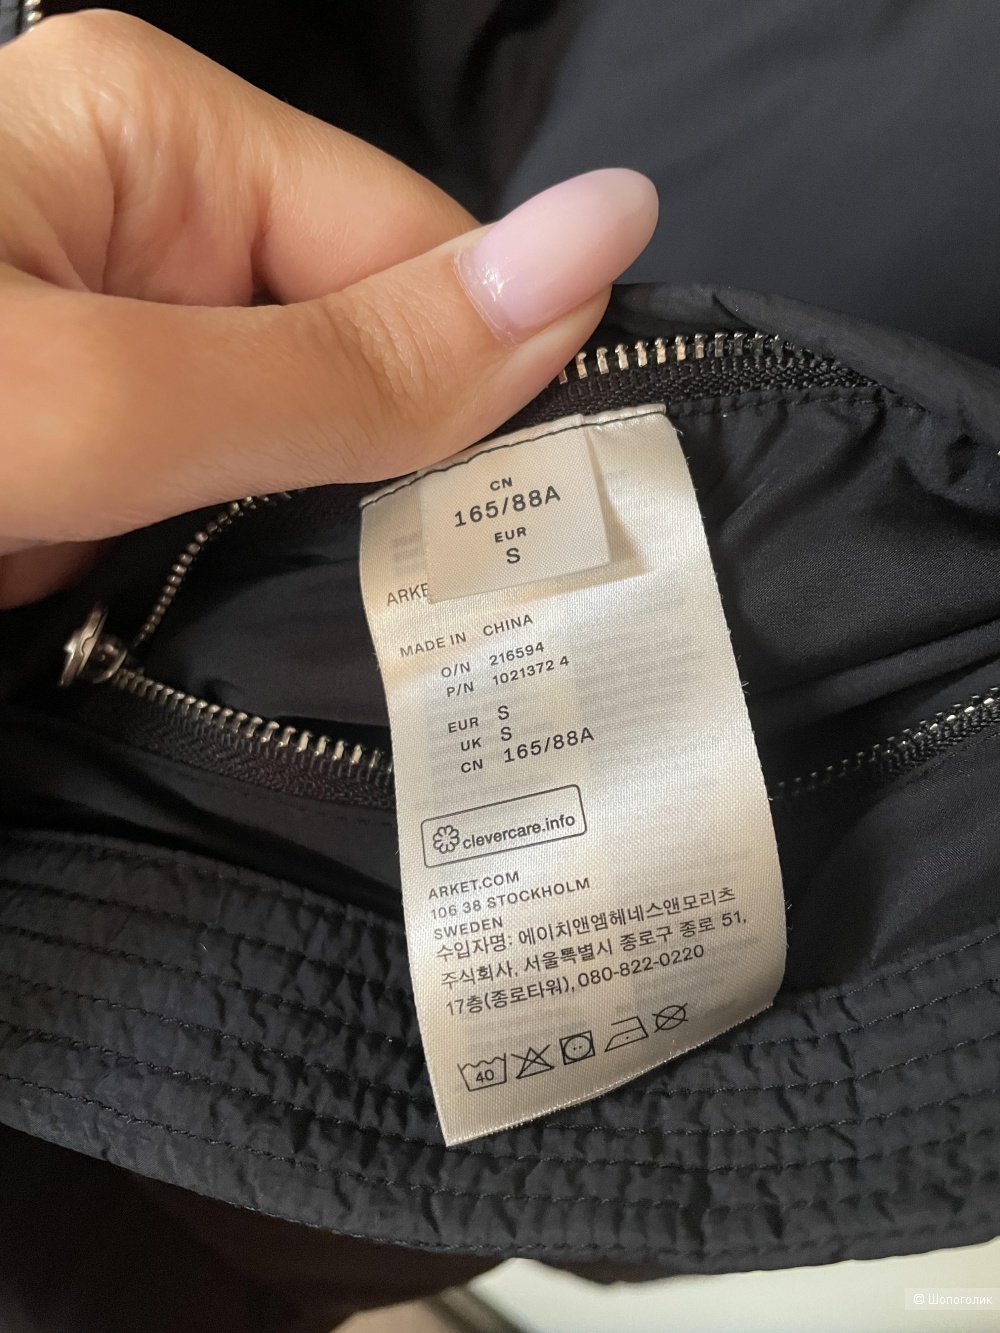 CN
165/88A
EUR
S
ARKE
MADE IN CHINA
O/N 216594
P/N 1021372 4
EUR S
UK S
CN 165/88A
clevercare.info
ARKET.COM
106 38 STOCKHOLM
SWEDEN
수입자명: 에이치앤엠헤네스앤모리츠
주식회사, 서울특별시 종로구 종로 51,
17층(종로타워), 080-822-0220
40
© Шопоголик